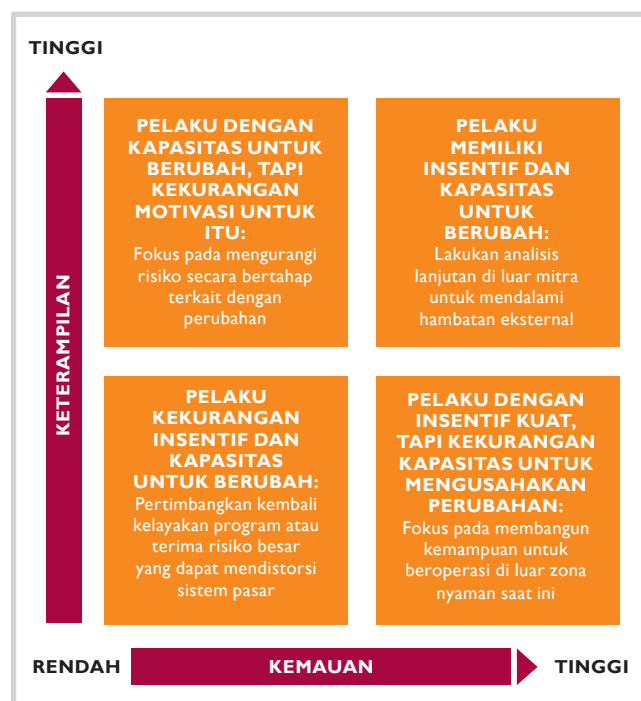 TINGGI
PELAKU DENGAN
KAPASITAS UNTUK
BERUBAH, TAPI
KEKURANGAN
MOTIVASI UNTUK
ITU:
Fokus pada mengurangi
risiko secara bertahap
terkait dengan
perubahan
PELAKU
MEMILIKI
INSENTIF DAN
KAPASITAS
UNTUK
BERUBAH:
Lakukan analisis
lanjutan di luar mitra
untuk mendalami
hambatan eksternal
KETERAMPILAN
PELAKU
KEKURANGAN
INSENTIF DAN
KAPASITAS
UNTUK BERUBAH:
Pertimbangkan kembali
kelayakan program atau
terima risiko besar
yang dapat mendistorsi
sistem pasar
PELAKU DENGAN
INSENTIF KUAT,
TAPI KEKURANGAN
KAPASITAS UNTUK
MENGUSAHAKAN
PERUBAHAN:
Fokus pada membangun
kemampuan untuk
beroperasi di luar zona
nyaman saat ini
RENDAH
KEMAUAN
TINGGI